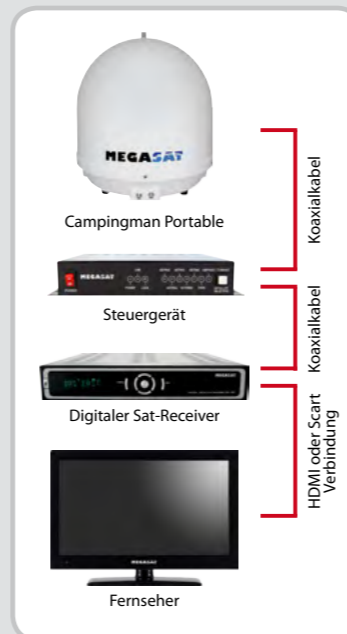 MEGASAT
Campingman Portable
Koaxialkabel
MEGASAT
Steuergerät
Koaxialkabel
MEGASAT
Digitaler Sat-Receiver
HDMI oder Scart
Verbindung
MEGASAT
Fernseher